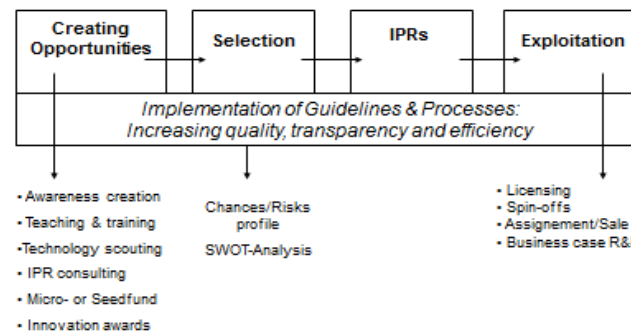 Creating
Opportunities
Selection
IPRs
Exploitation
Implementation of Guidelines & Processes:
Increasing quality, transparency and efficiency
• Awareness creation
• Teaching & training
•Technology scouting
• IPR consulting
• Micro- or Seedfund
• Innovation awards
Chances/Risks
profile
SWOT-Analysis
• Licensing
• Spin-offs
• Assignement/Sale
• Business case R&